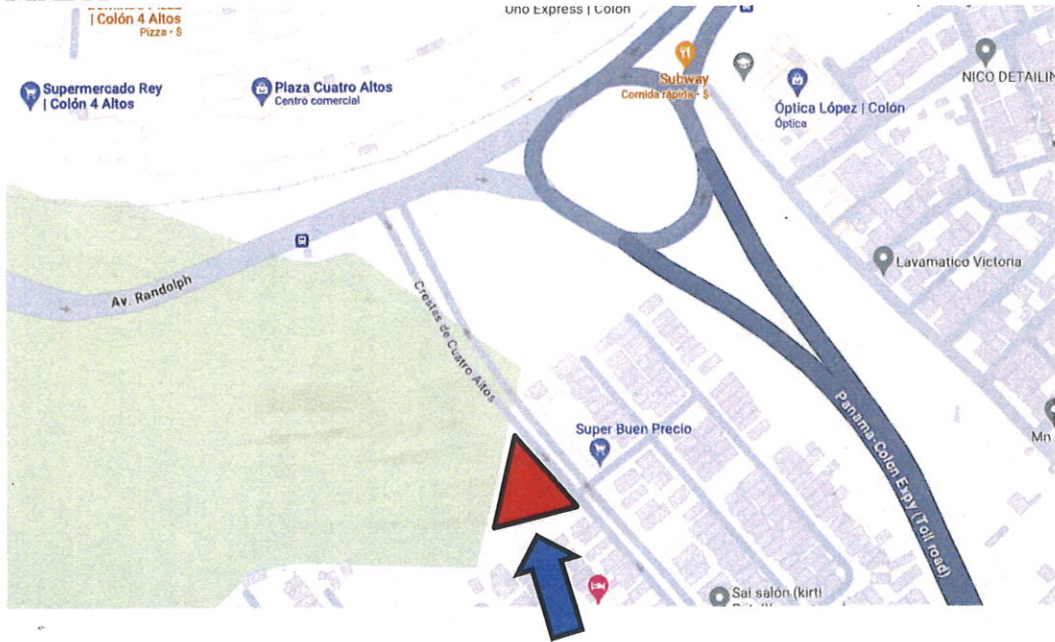 | Colón 4 Altos
Pizza · $
Uno Express | Colon
Supermercado Rey
| Colón 4 Altos
Plaza Cuatro Altos
Centro comercial
Subway
Comida rápida · $
Óptica López | Colón
Óptica
NICO DETAILIN
Av. Randolph
Crestas de Cuatro Altos
Lavamatico Victoria
Super Buen Precio
Panama-Colon Expy (Toll road)
Mn
Sai salón (kirti